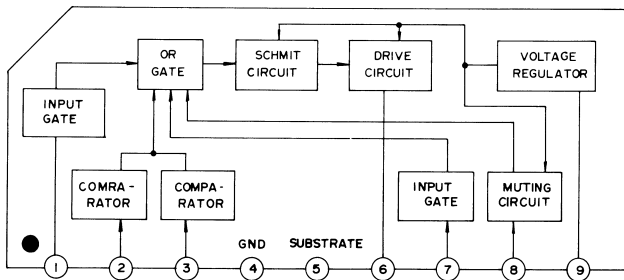 OR
GATE
SCHMIT
CIRCUIT
DRIVE
CIRCUIT
VOLTAGE
REGULATOR
INPUT
GATE
COMRA-
RATOR
COMPA-
RATOR
INPUT
GATE
MUTING
CIRCUIT
GND
SUBSTRATE
1
2
3
4
5
6
7
8
9